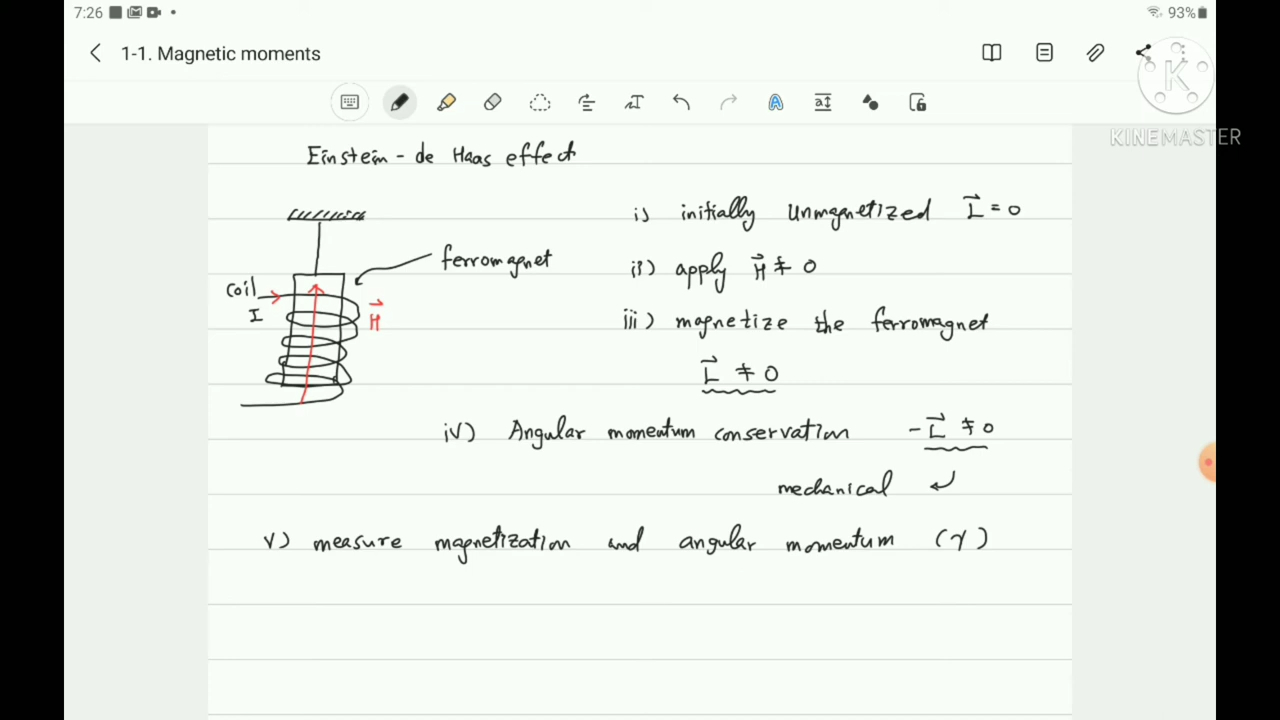 7:26
93%
1-1. Magnetic moments
KINEMASTER
Einstein - de Haas effect
i) initially unmagnetized L⃗ = 0
ferromagnet
ii) apply H⃗ ≠ 0
coil
I
H⃗
iii) magnetize the ferromagnet
L⃗ ≠ 0
iv) Angular momentum conservation -L⃗ ≠ 0
mechanical ↲
v) measure magnetization and angular momentum (γ)